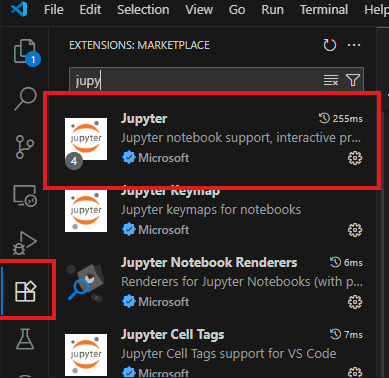 Selection View Go Run Terminal Help
EXTENSIONS: MARKETPLACE
1
jupy
Jupyter 255ms
Jupyter notebook support, interactive pr...
jupyter
4
Microsoft
Jupyter Keymap
Jupyter keymaps for notebooks
jupyter
Microsoft
Jupyter Notebook Renderers 6ms
Renderers for Jupyter Notebooks (with p...
Microsoft
Jupyter Cell Tags 7ms
Jupyter Cell Tags support for VS Code
jupyter
Microsoft